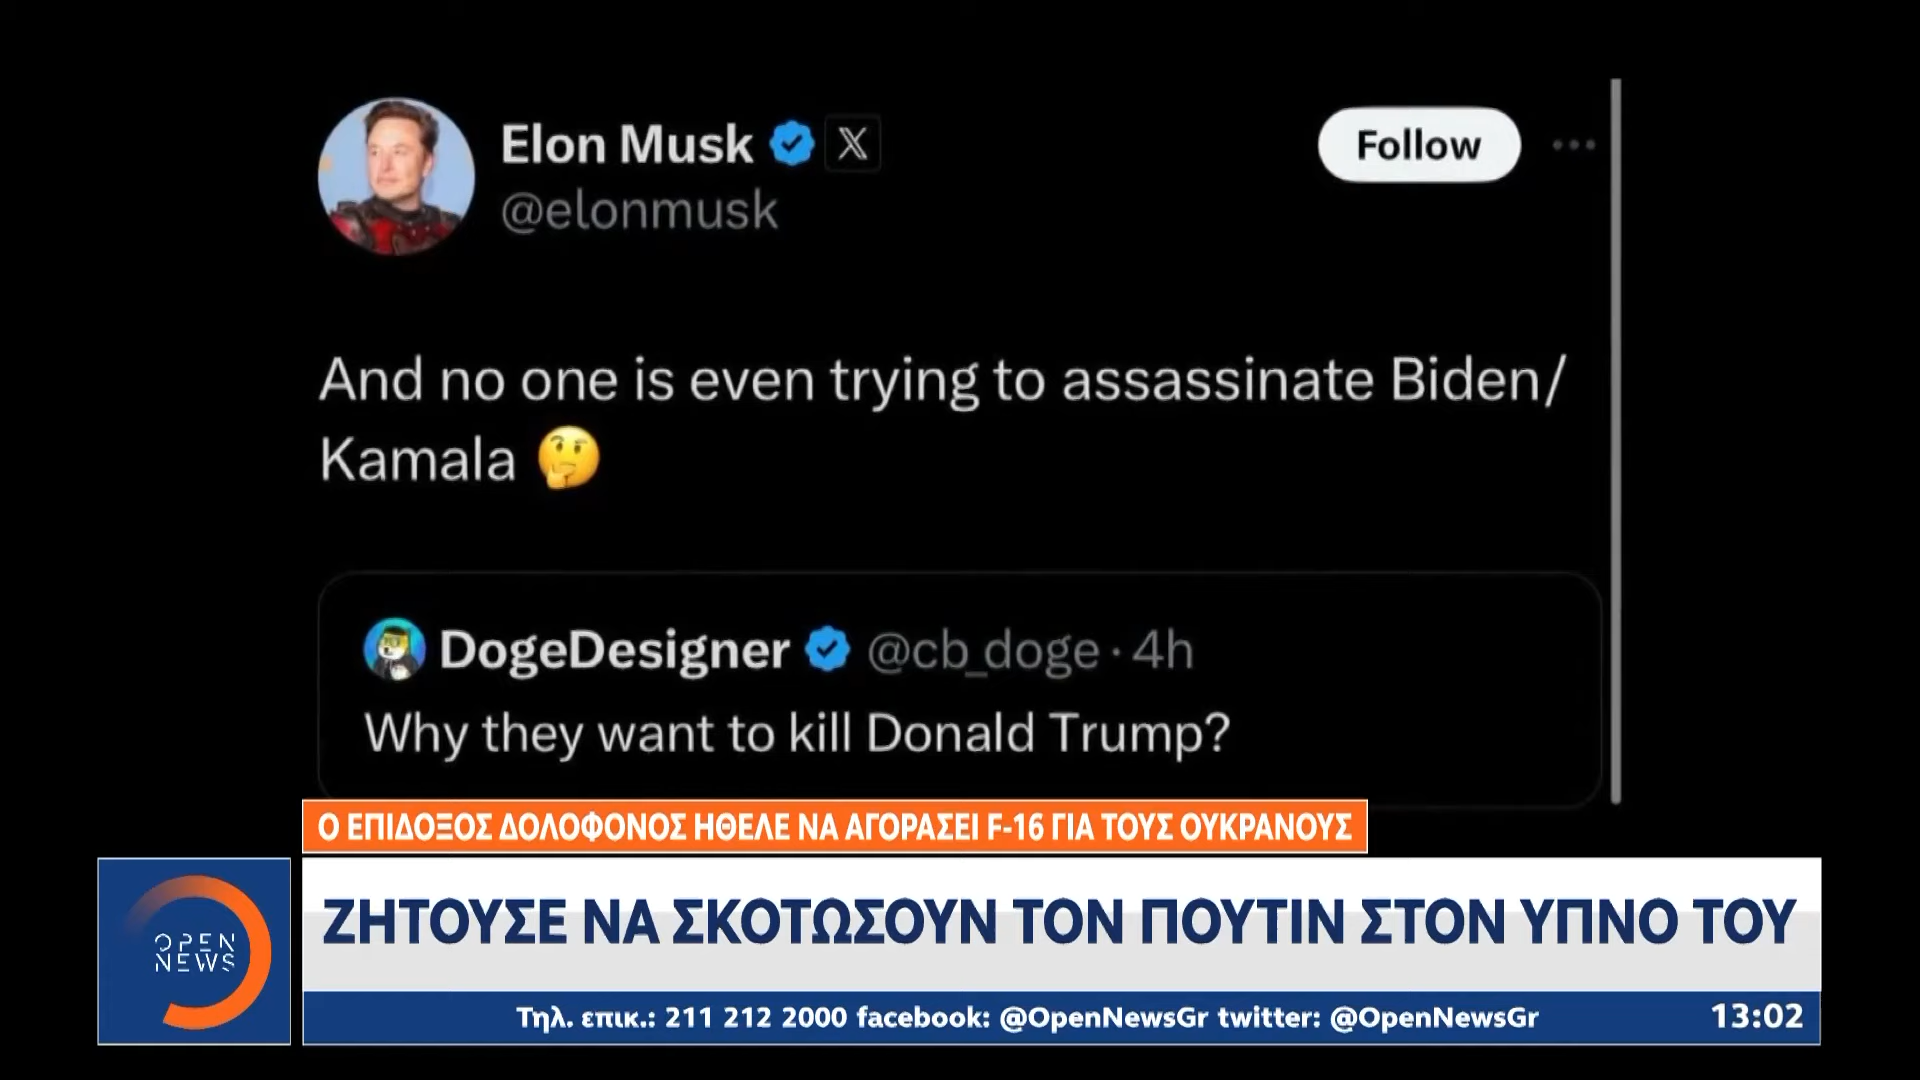 Elon Musk
@elonmusk
Follow
And no one is even trying to assassinate Biden/
Kamala 🤔
DogeDesigner @cb_doge · 4h
Why they want to kill Donald Trump?
Ο ΕΠΙΔΟΞΟΣ ΔΟΛΟΦΟΝΟΣ ΗΘΕΛΕ ΝΑ ΑΓΟΡΑΣΕΙ F-16 ΓΙΑ ΤΟΥΣ ΟΥΚΡΑΝΟΥΣ
ΖΗΤΟΥΣΕ ΝΑ ΣΚΟΤΩΣΟΥΝ ΤΟΝ ΠΟΥΤΙΝ ΣΤΟΝ ΥΠΝΟ ΤΟΥ
OPEN
NEWS
Τηλ. επικ.: 211 212 2000 facebook: @OpenNewsGr twitter: @OpenNewsGr
13:02